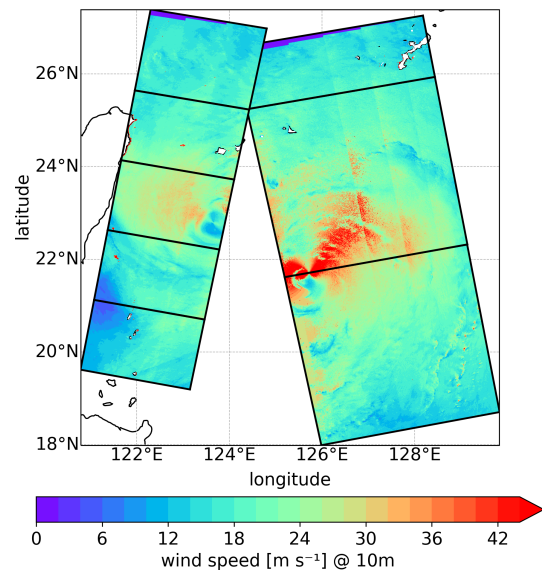 latitude
26°N
24°N
22°N
20°N
18°N
122°E 124°E 126°E 128°E
longitude
0 6 12 18 24 30 36 42
wind speed [m s⁻¹] @ 10m